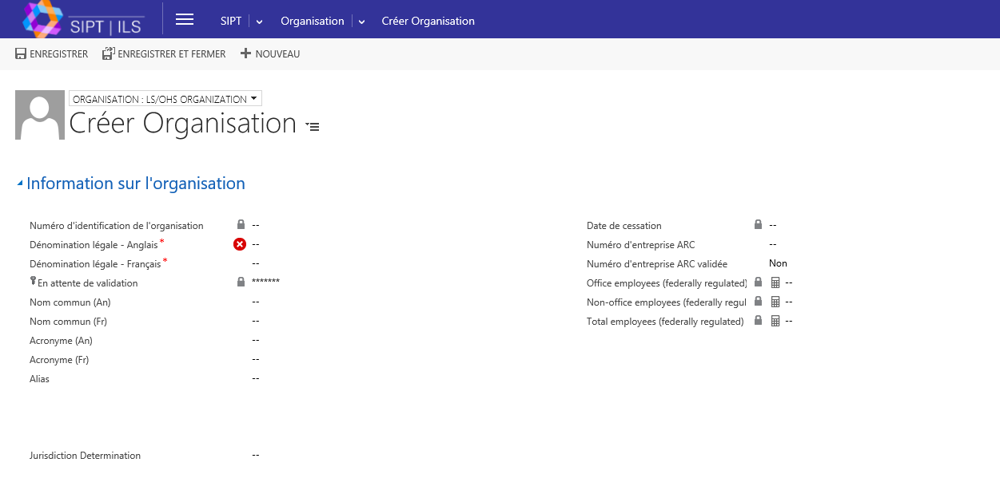 SIPT | ILS
SIPT
Organisation
Créer Organisation
ENREGISTRER
ENREGISTRER ET FERMER
NOUVEAU
ORGANISATION : LS/OHS ORGANIZATION
Créer Organisation
Information sur l'organisation
Numéro d'identification de l'organisation --
Dénomination légale - Anglais* --
Dénomination légale - Français* --
En attente de validation *******
Nom commun (An) --
Nom commun (Fr) --
Acronyme (An) --
Acronyme (Fr) --
Alias --
Jurisdiction Determination --
Date de cessation --
Numéro d'entreprise ARC --
Numéro d'entreprise ARC validée Non
Office employees (federally regulated) --
Non-office employees (federally regul --
Total employees (federally regulated) --